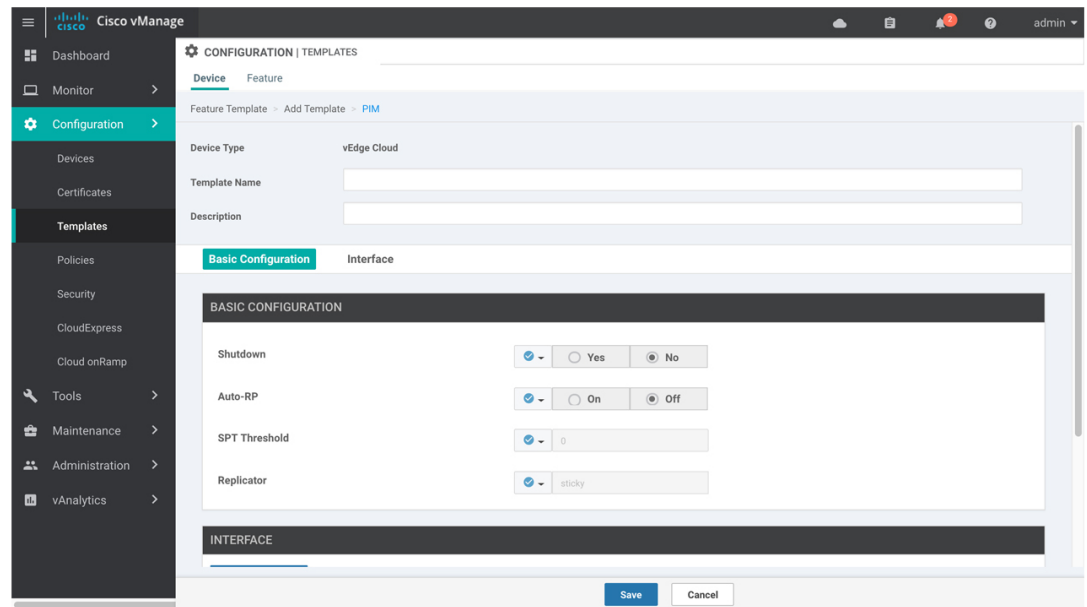 cisco Cisco vManage
2
admin
Dashboard
Monitor
Configuration
Devices
Certificates
Templates
Policies
Security
CloudExpress
Cloud onRamp
Tools
Maintenance
Administration
vAnalytics
CONFIGURATION | TEMPLATES
Device Feature
Feature Template > Add Template > PIM
Device Type vEdge Cloud
Template Name
Description
Basic Configuration Interface
BASIC CONFIGURATION
Shutdown Yes No
Auto-RP On Off
SPT Threshold 0
Replicator sticky
INTERFACE
Save Cancel